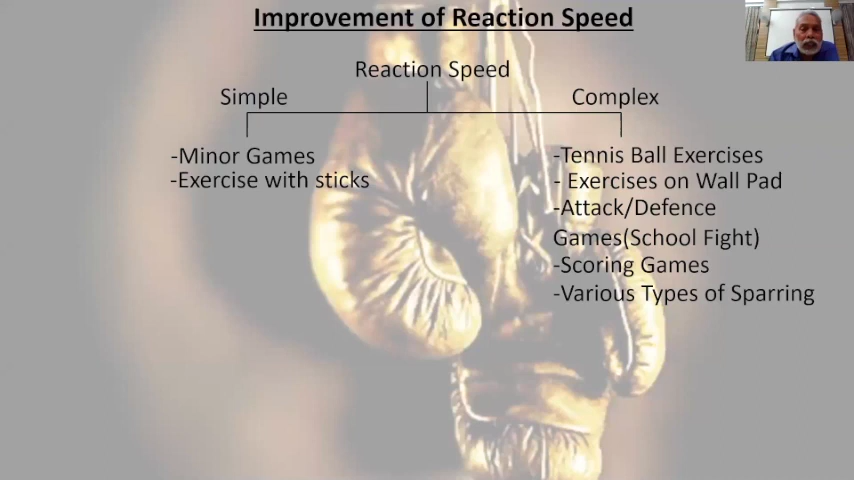 Improvement of Reaction Speed
Reaction Speed
Simple
Complex
-Minor Games
-Exercise with sticks
-Tennis Ball Exercises
- Exercises on Wall Pad
-Attack/Defence
Games(School Fight)
-Scoring Games
-Various Types of Sparring